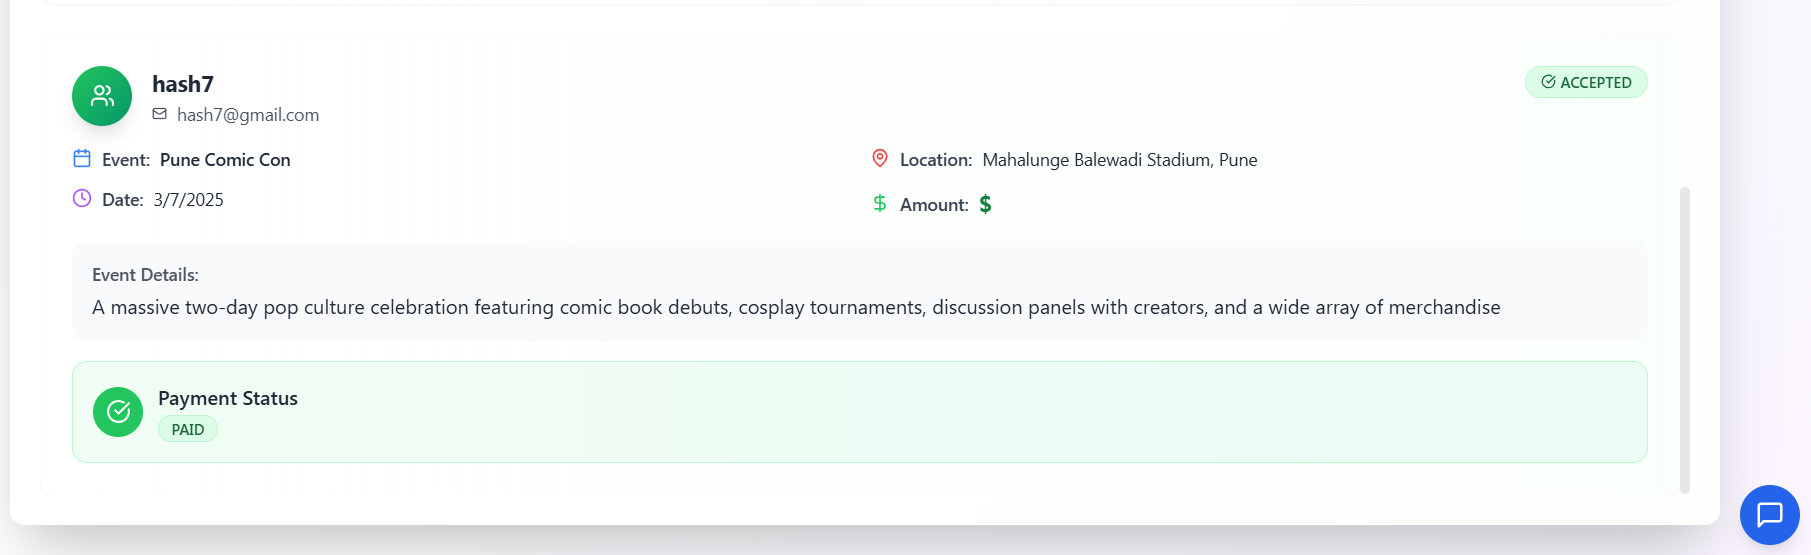 hash7
ACCEPTED
hash7@gmail.com
Event: Pune Comic Con
Location: Mahalunge Balewadi Stadium, Pune
Date: 3/7/2025
Amount: $
Event Details:
A massive two-day pop culture celebration featuring comic book debuts, cosplay tournaments, discussion panels with creators, and a wide array of merchandise
Payment Status
PAID